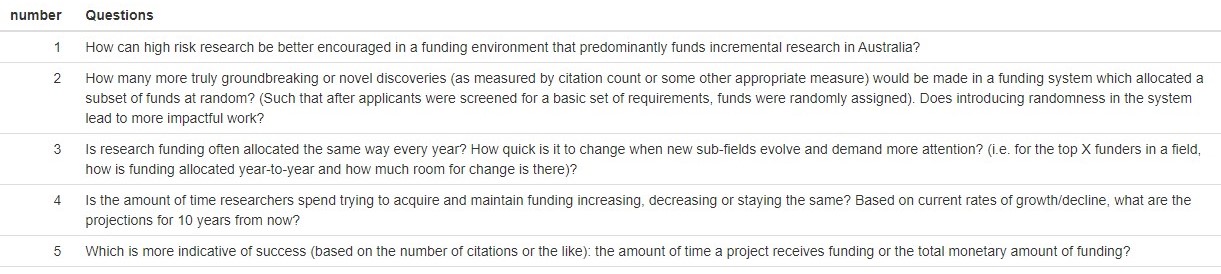 number Questions
1 How can high risk research be better encouraged in a funding environment that predominantly funds incremental research in Australia?
2 How many more truly groundbreaking or novel discoveries (as measured by citation count or some other appropriate measure) would be made in a funding system which allocated a
subset of funds at random? (Such that after applicants were screened for a basic set of requirements, funds were randomly assigned). Does introducing randomness in the system
lead to more impactful work?
3 Is research funding often allocated the same way every year? How quick is it to change when new sub-fields evolve and demand more attention? (i.e. for the top X funders in a field,
how is funding allocated year-to-year and how much room for change is there)?
4 Is the amount of time researchers spend trying to acquire and maintain funding increasing, decreasing or staying the same? Based on current rates of growth/decline, what are the
projections for 10 years from now?
5 Which is more indicative of success (based on the number of citations or the like): the amount of time a project receives funding or the total monetary amount of funding?